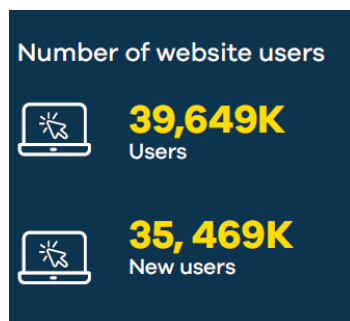 Number of website users
39,649K
Users
35, 469K
New users